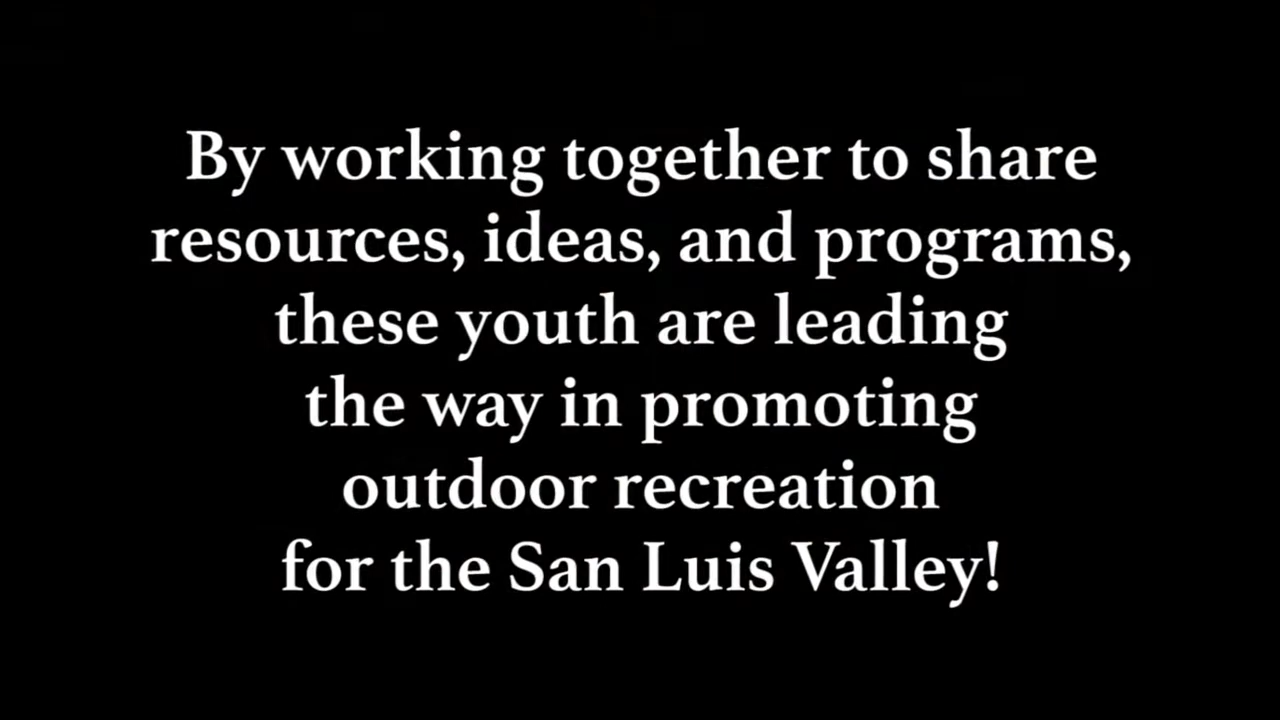 By working together to share
resources, ideas, and programs,
these youth are leading
the way in promoting
outdoor recreation
for the San Luis Valley!